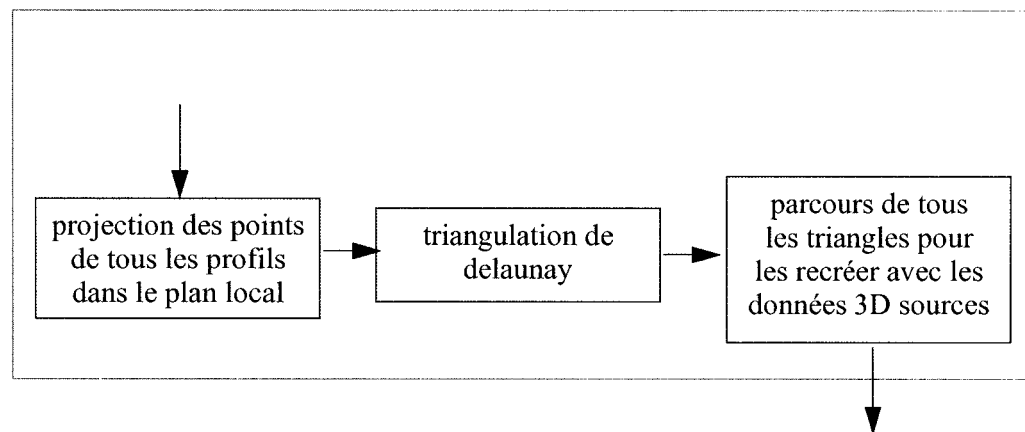 projection des points
de tous les profils
dans le plan local
triangulation de
delaunay
parcours de tous
les triangles pour
les recréer avec les
données 3D sources